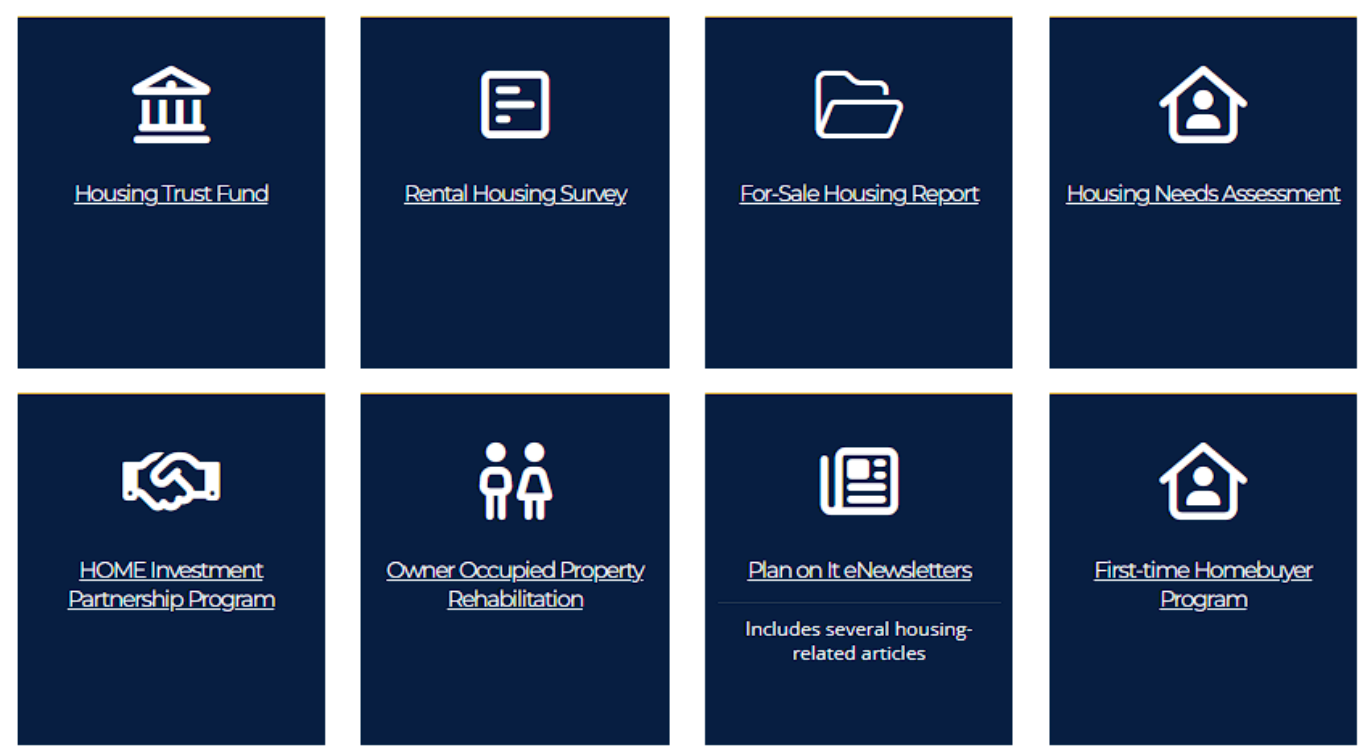 Housing Trust Fund
Rental Housing Survey
For-Sale Housing Report
Housing Needs Assessment
HOME Investment
Partnership Program
Owner Occupied Property
Rehabilitation
Plan on It eNewsletters
Includes several housing-
related articles
First-time Homebuyer
Program